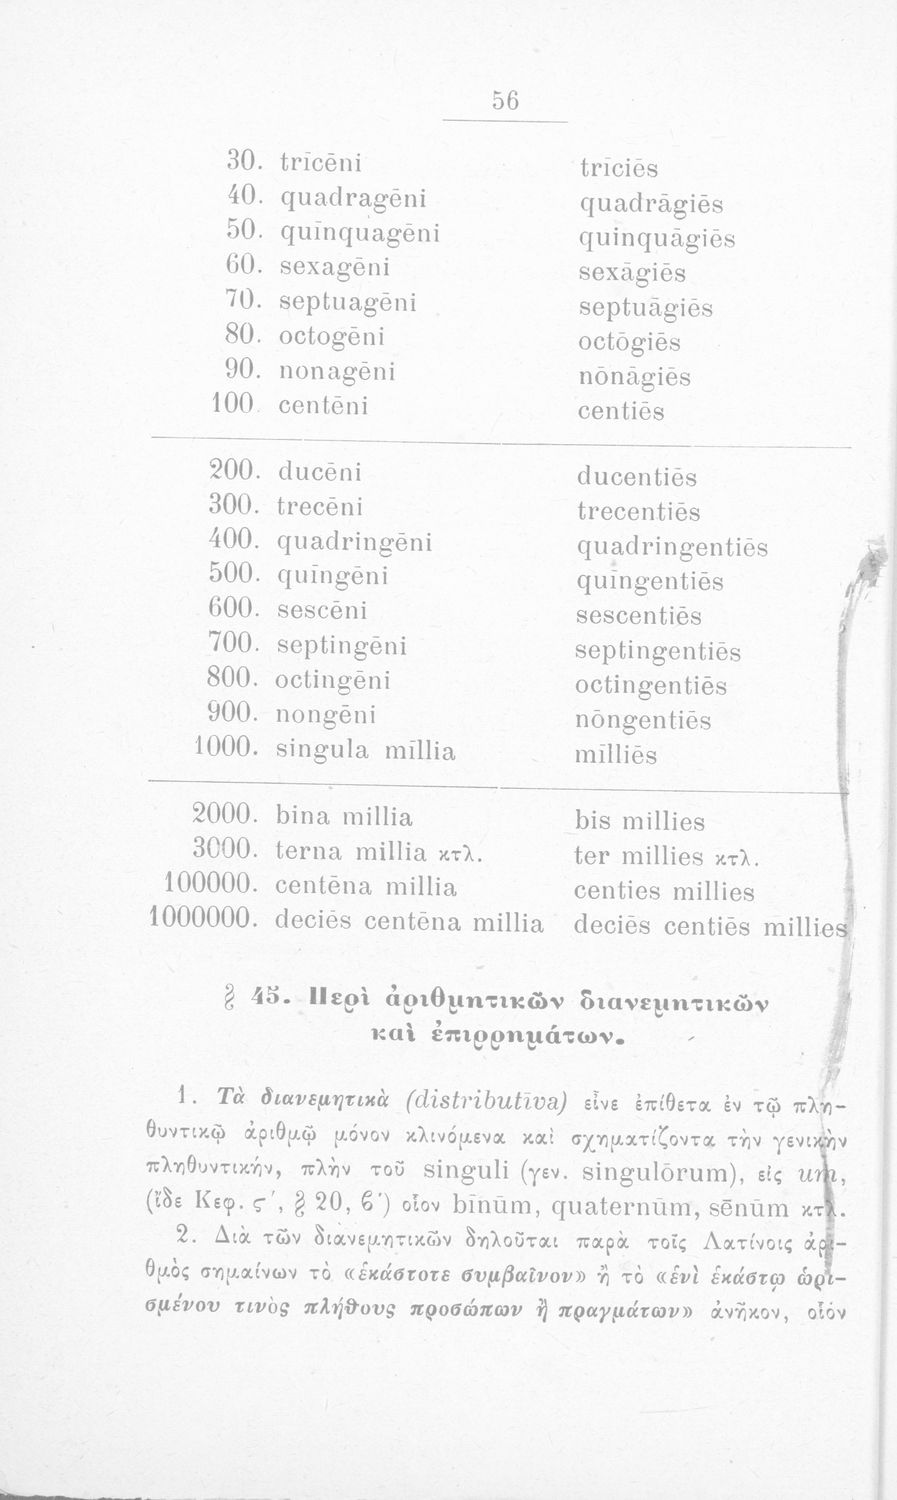 56
30. trīcēni trīciēs
40. quadragēni quadrāgiēs
50. quīnquagēni quinquāgiēs
60. sexagēni sexāgiēs
70. septuagēni septuāgiēs
80. octogēni octōgiēs
90. nonagēni nōnāgiēs
100. centēni centiēs
200. ducēni ducentiēs
300. trecēni trecentiēs
400. quadringēni quadringentiēs
500. quīngēni quīngentiēs
600. sescēni sescentiēs
700. septingēni septingentiēs
800. octingēni octingentiēs
900. nongēni nōngentiēs
1000. singula mīllia mīlliēs
2000. bina millia bis millies
3000. terna millia κτλ. ter millies κτλ.
100000. centēna millia centies millies
1000000. deciēs centēna millia deciēs centiēs millies
§ 45. Περὶ ἀριθμητικῶν διανεμητικῶν
καὶ ἐπιρρημάτων.
1. Τὰ διανεμητικὰ (distributīva) εἶνε ἐπίθετα ἐν τῷ πλη-
θυντικῷ ἀριθμῷ μόνον κλινόμενα καὶ σχηματίζοντα τὴν γενικὴν
πληθυντικήν, πλὴν τοῦ singuli (γεν. singulōrum), εἰς um,
(ἴδε Κεφ. ϛ΄, § 20, ϐ΄) οἷον bīnūm, quaternūm, sēnūm κτλ.
2. Διὰ τῶν διανεμητικῶν δηλοῦται παρὰ τοῖς Λατίνοις ἀρι-
θμὸς σημαίνων τὸ «ἑκάστοτε συμβαῖνον» ἢ τὸ «ἑνὶ ἑκάστῳ ὡρι-
σμένου τινὸς πλήθους προσώπων ἢ πραγμάτων» ἀνῆκον, οἷόν